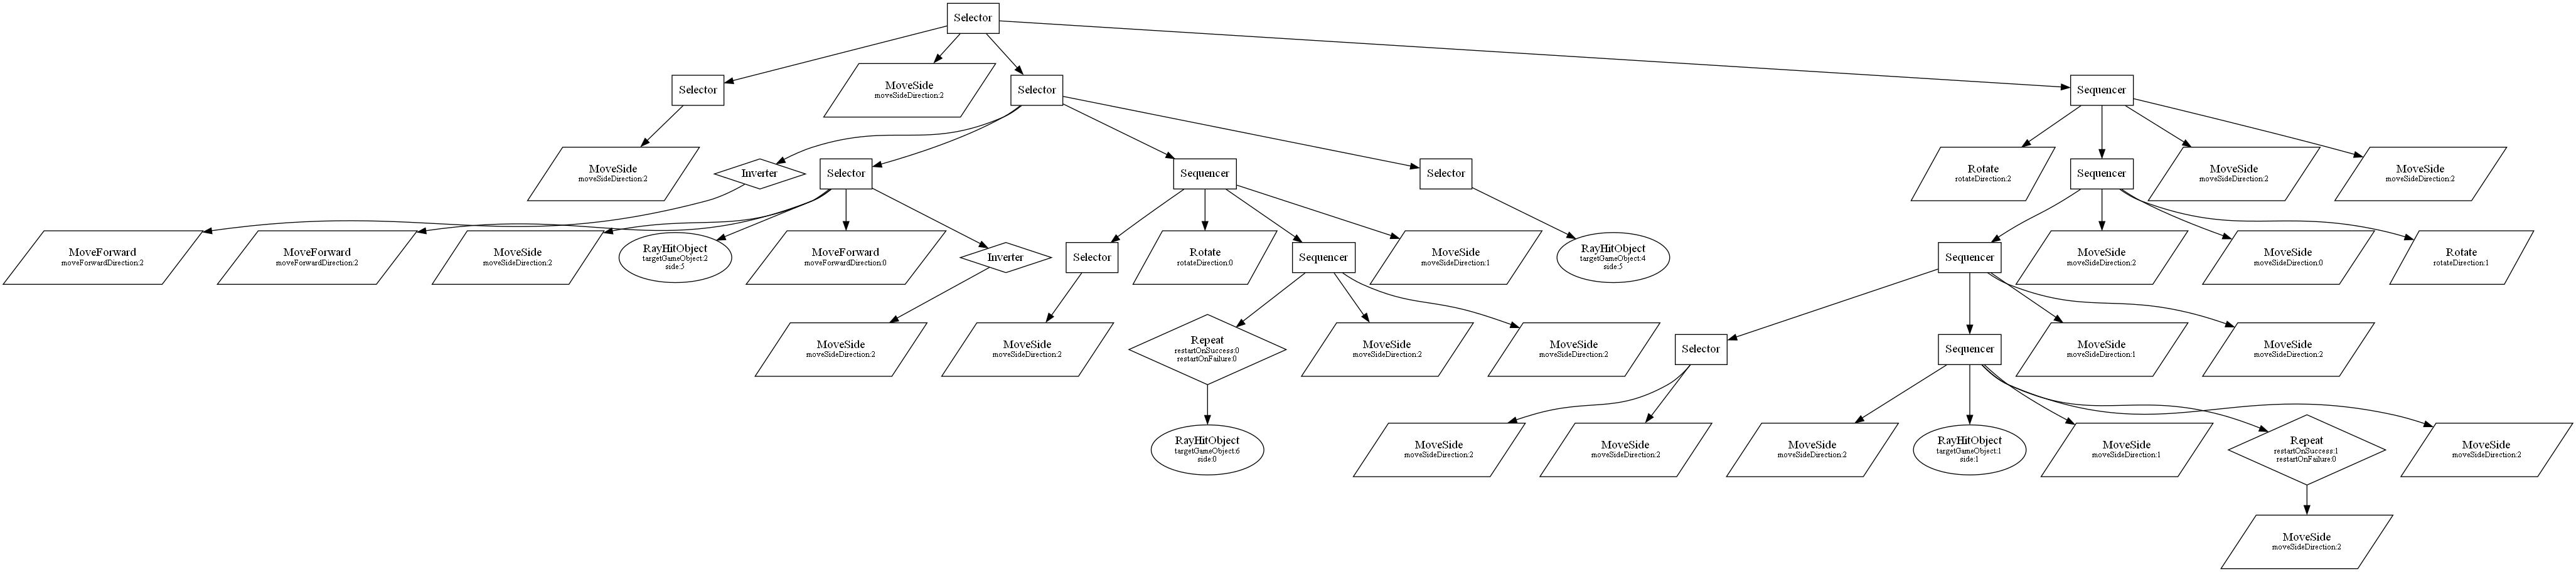 Selector
Selector
MoveSide
moveSideDirection:2
Selector
Sequencer
MoveSide
moveSideDirection:2
Inverter
Selector
Sequencer
Selector
Rotate
rotateDirection:2
Sequencer
MoveSide
moveSideDirection:2
MoveSide
moveSideDirection:2
MoveForward
moveForwardDirection:2
MoveForward
moveForwardDirection:2
MoveSide
moveSideDirection:2
RayHitObject
targetGameObject:2
side:5
MoveForward
moveForwardDirection:0
Inverter
Selector
Rotate
rotateDirection:0
Sequencer
MoveSide
moveSideDirection:1
RayHitObject
targetGameObject:4
side:5
Sequencer
MoveSide
moveSideDirection:2
MoveSide
moveSideDirection:0
Rotate
rotateDirection:1
MoveSide
moveSideDirection:2
MoveSide
moveSideDirection:2
Repeat
restartOnSuccess:0
restartOnFailure:0
MoveSide
moveSideDirection:2
MoveSide
moveSideDirection:2
Selector
Sequencer
MoveSide
moveSideDirection:1
MoveSide
moveSideDirection:2
RayHitObject
targetGameObject:6
side:0
MoveSide
moveSideDirection:2
MoveSide
moveSideDirection:2
MoveSide
moveSideDirection:2
RayHitObject
targetGameObject:1
side:1
MoveSide
moveSideDirection:1
Repeat
restartOnSuccess:1
restartOnFailure:0
MoveSide
moveSideDirection:2
MoveSide
moveSideDirection:2